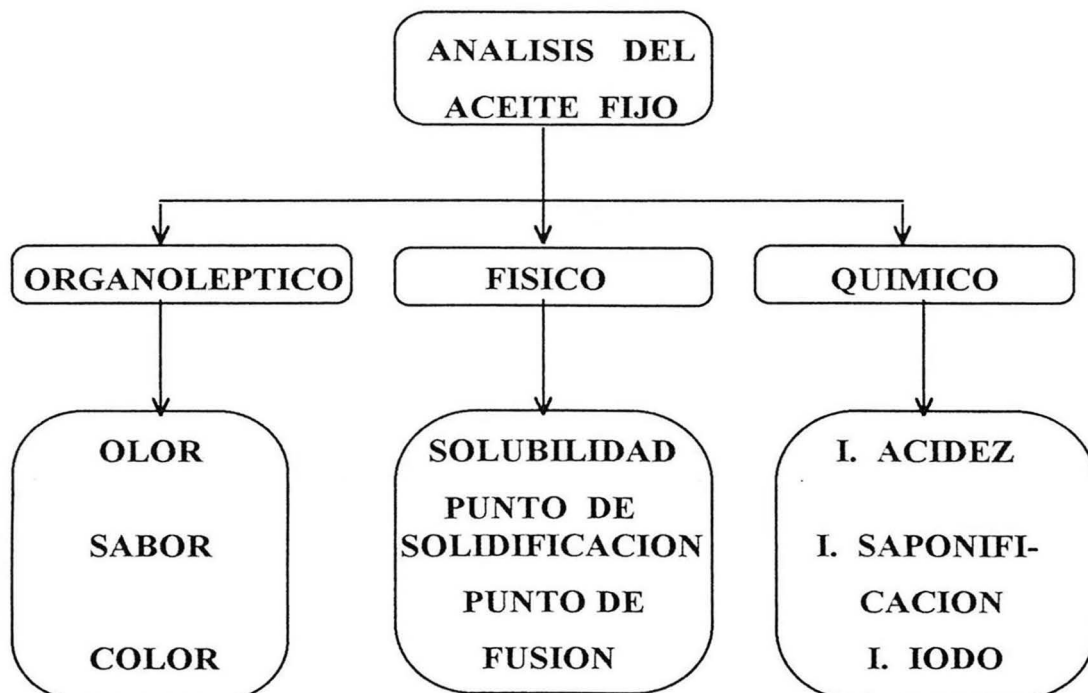 ANALISIS DEL
ACEITE FIJO
ORGANOLEPTICO
FISICO
QUIMICO
OLOR
SABOR
COLOR
SOLUBILIDAD
PUNTO DE
SOLIDIFICACION
PUNTO DE
FUSION
I. ACIDEZ
I. SAPONIFI-
CACION
I. IODO